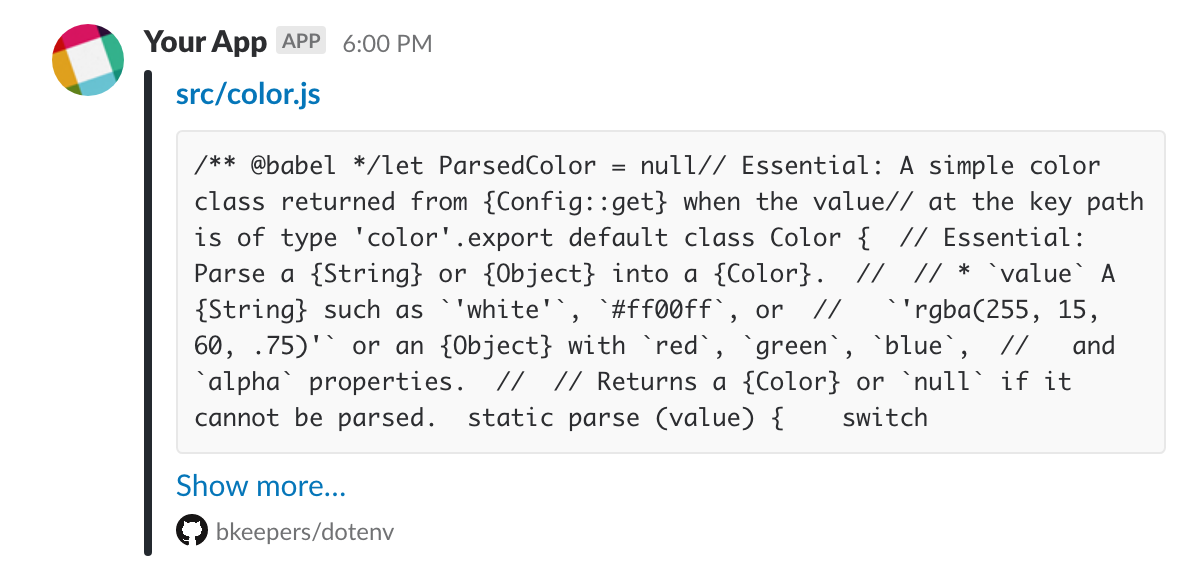 Your App APP 6:00 PM
src/color.js
/** @babel */let ParsedColor = null// Essential: A simple color
class returned from {Config::get} when the value// at the key path
is of type 'color'.export default class Color {  // Essential:
Parse a {String} or {Object} into a {Color}.  //  // * `value` A
{String} such as `'white'`, `#ff00ff`, or  //   `'rgba(255, 15,
60, .75)'` or an {Object} with `red`, `green`, `blue`,  //   and
`alpha` properties.  //  // Returns a {Color} or `null` if it
cannot be parsed.  static parse (value) {    switch
Show more...
bkeepers/dotenv